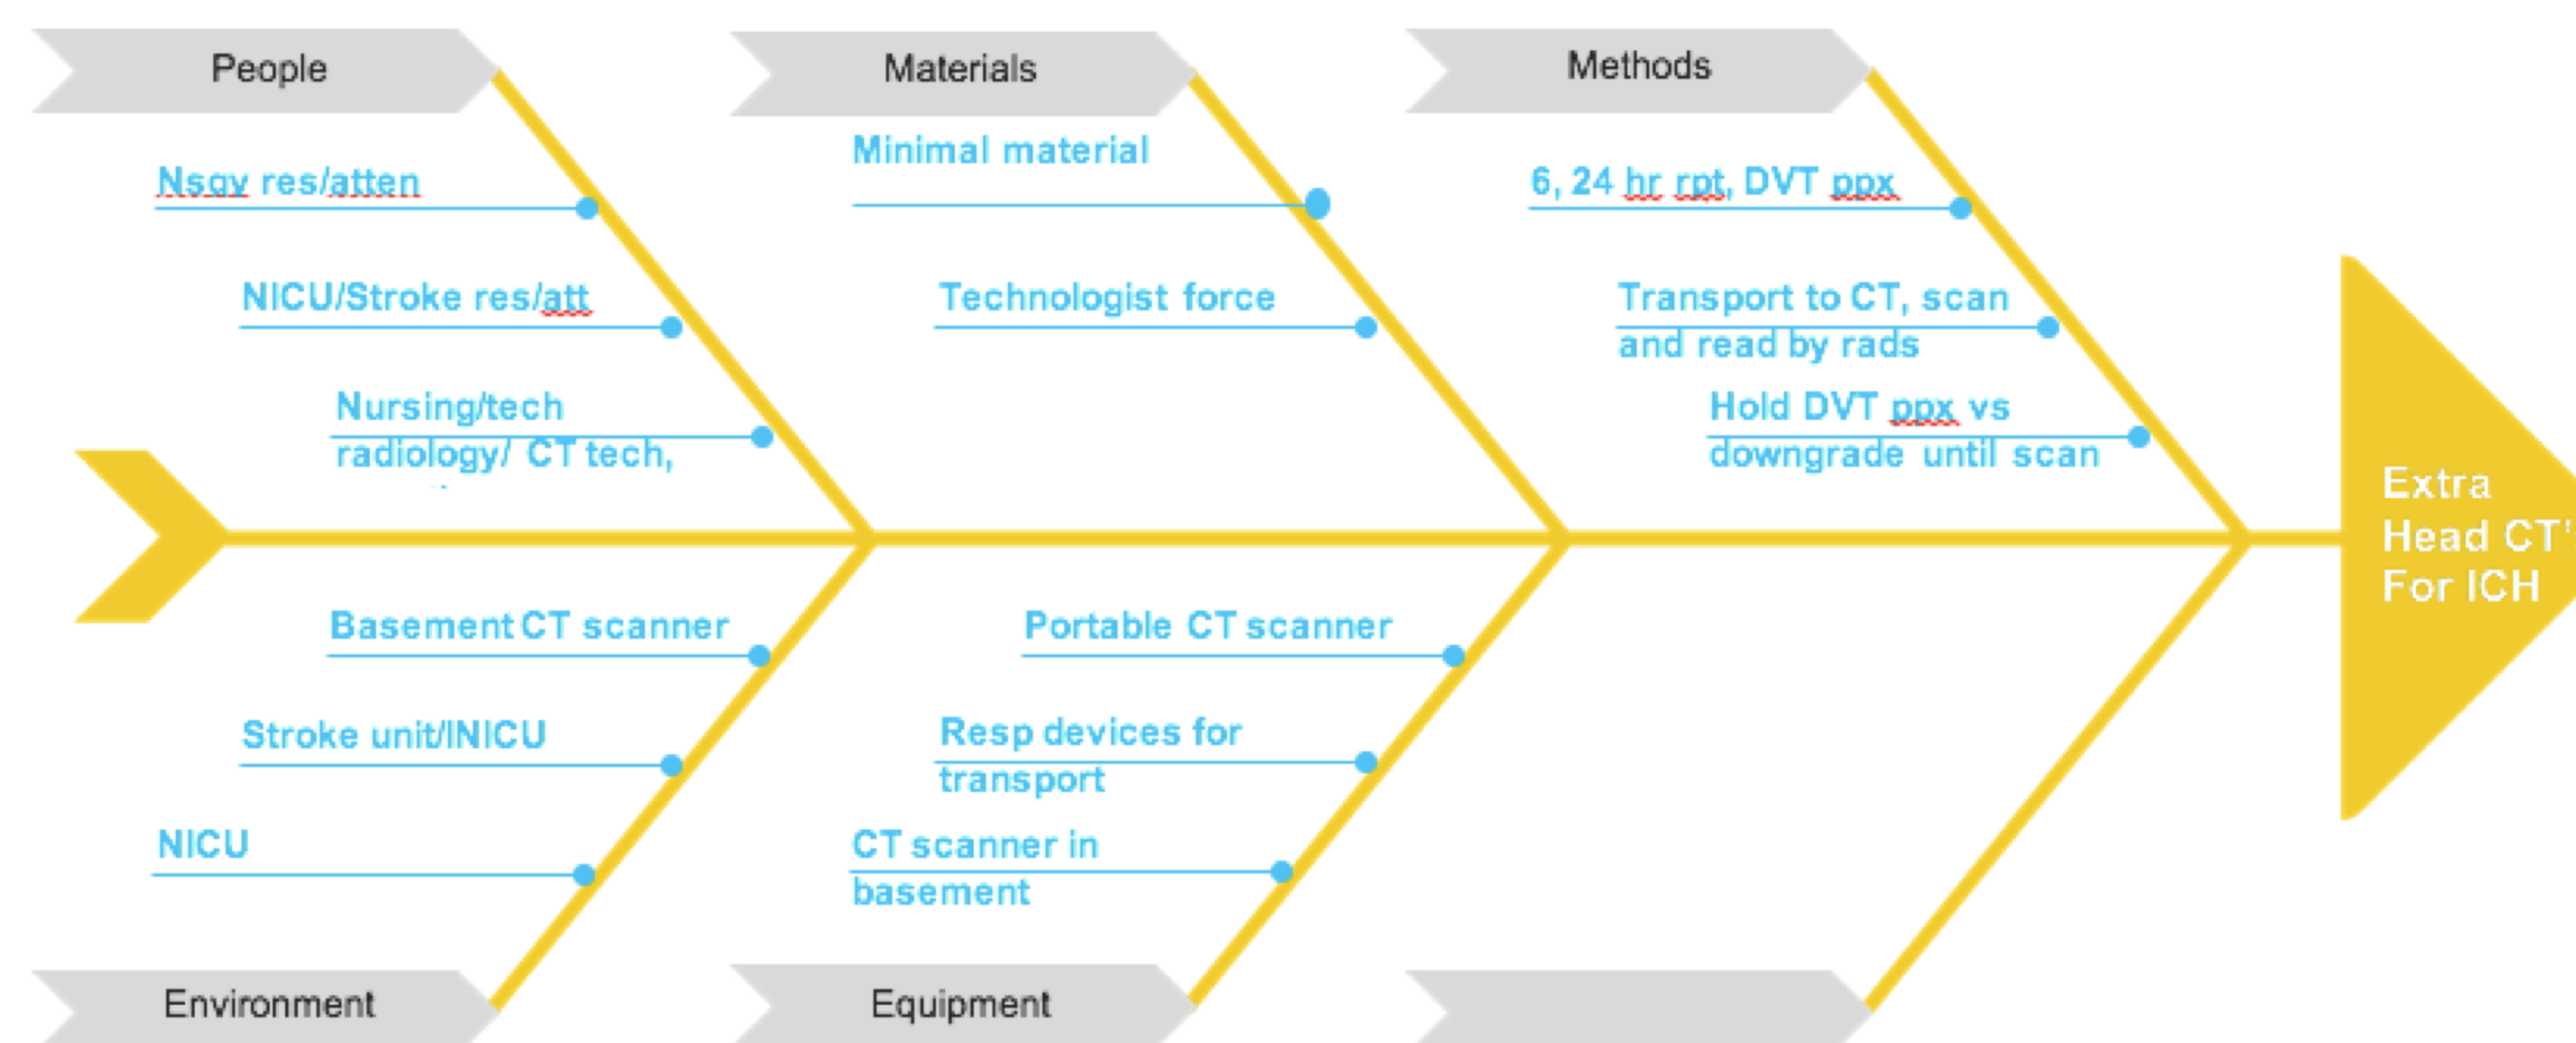 People
Materials
Methods
Nsgy res/atten
NICU/Stroke res/att
Nursing/tech
radiology/ CT tech,
Minimal material
Technologist force
6, 24 hr rpt, DVT ppx
Transport to CT, scan
and read by rads
Hold DVT ppx vs
downgrade until scan
Extra
Head CT'
For ICH
Basement CT scanner
Stroke unit/INICU
NICU
Portable CT scanner
Resp devices for
transport
CT scanner in
basement
Environment
Equipment